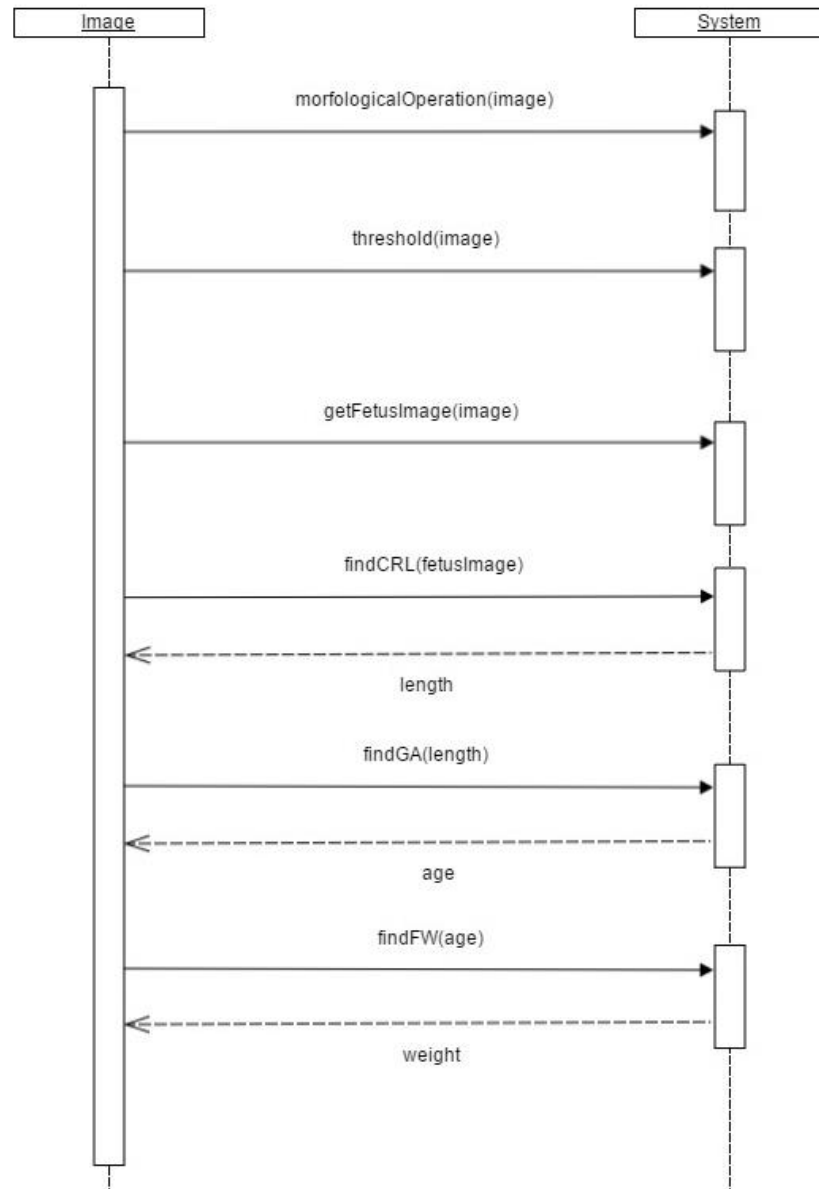 Image
System
morfologicalOperation(image)
threshold(image)
getFetusImage(image)
findCRL(fetusImage)
length
findGA(length)
age
findFW(age)
weight